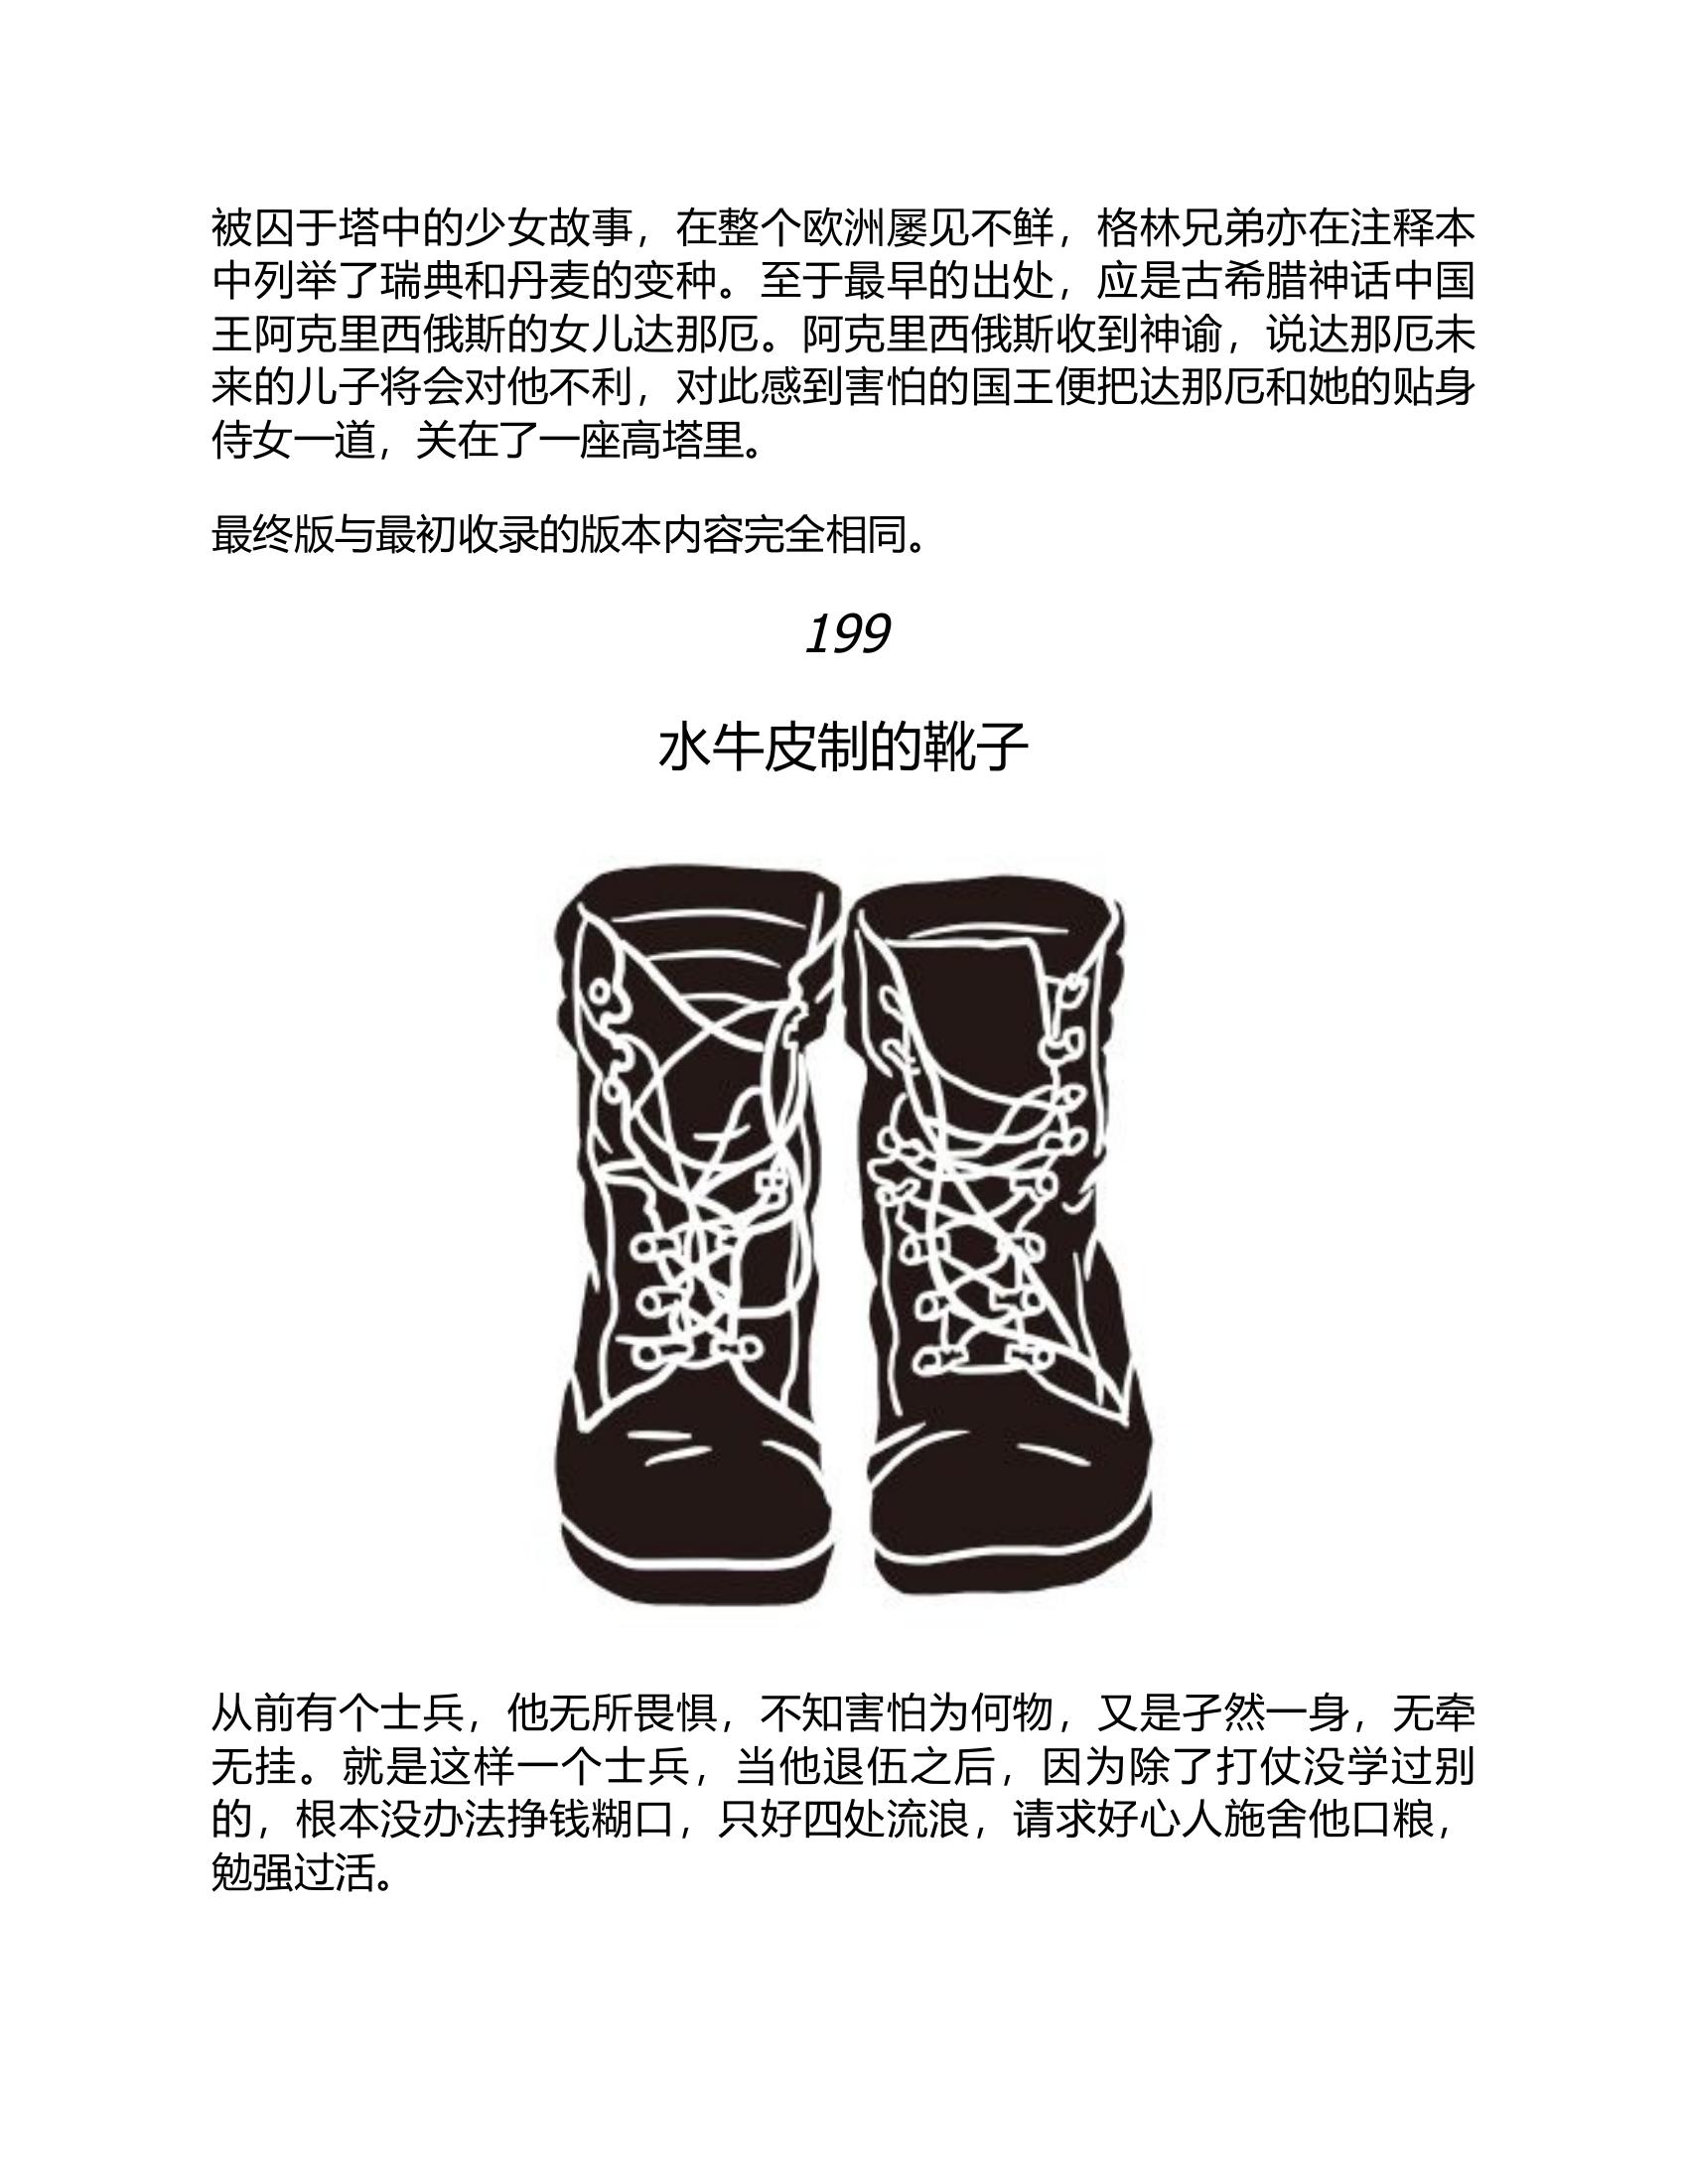 被囚于塔中的少女故事，在整个欧洲屡见不鲜，格林兄弟亦在注释本
中列举了瑞典和丹麦的变种。至于最早的出处，应是古希腊神话中国
王阿克里西俄斯的女儿达那厄。阿克里西俄斯收到神谕，说达那厄未
来的儿子将会对他不利，对此感到害怕的国王便把达那厄和她的贴身
侍女一道，关在了一座高塔里。
最终版与最初收录的版本内容完全相同。
199
水牛皮制的靴子
从前有个士兵，他无所畏惧，不知害怕为何物，又是孑然一身，无牵
无挂。就是这样一个士兵，当他退伍之后，因为除了打仗没学过别
的，根本没办法挣钱糊口，只好四处流浪，请求好心人施舍他口粮，
勉强过活。